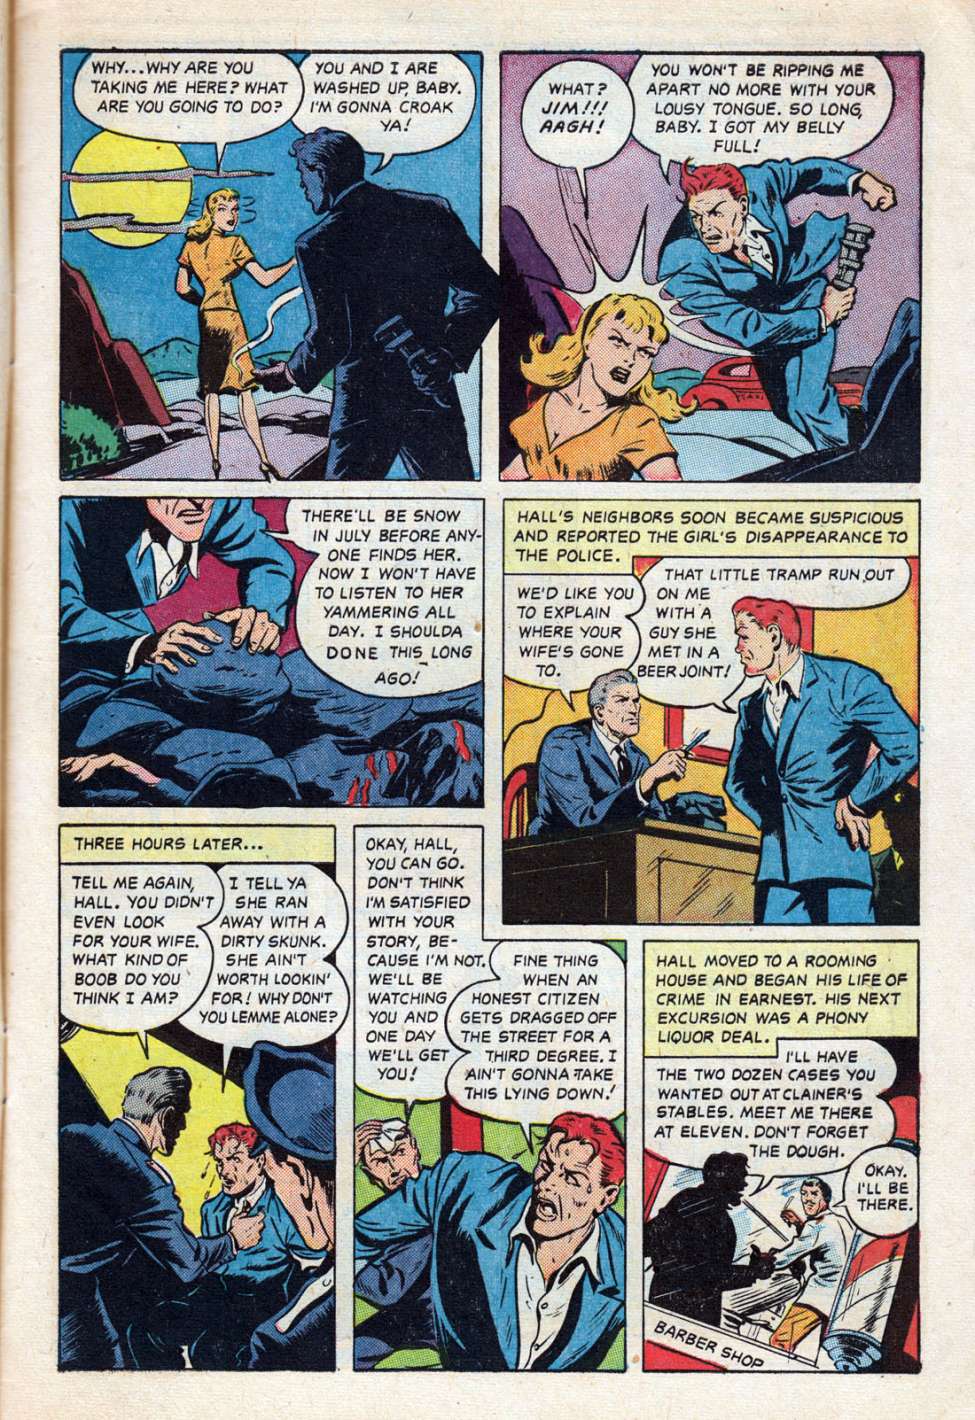 WHY...WHY ARE YOU
TAKING ME HERE? WHAT
ARE YOU GOING TO DO?
YOU AND I ARE
WASHED UP, BABY.
I'M GONNA CROAK
YA!
WHAT?
JIM!!!
AAGH!
YOU WON'T BE RIPPING ME
APART NO MORE WITH YOUR
LOUSY TONGUE. SO LONG,
BABY. I GOT MY BELLY
FULL!
THERE'LL BE SNOW
IN JULY BEFORE ANY-
ONE FINDS HER.
NOW I WON'T HAVE
TO LISTEN TO HER
YAMMERING ALL
DAY. I SHOULDA
DONE THIS LONG
AGO!
HALL'S NEIGHBORS SOON BECAME SUSPICIOUS
AND REPORTED THE GIRL'S DISAPPEARANCE TO
THE POLICE.
WE'D LIKE YOU
TO EXPLAIN
WHERE YOUR
WIFE'S GONE
TO.
THAT LITTLE TRAMP RUN OUT
ON ME
WITH A
GUY SHE
MET IN A
BEER JOINT!
THREE HOURS LATER...
TELL ME AGAIN,
HALL. YOU DIDN'T
EVEN LOOK
FOR YOUR WIFE.
WHAT KIND OF
BOOB DO YOU
THINK I AM?
I TELL YA
SHE RAN
AWAY WITH A
DIRTY SKUNK.
SHE AIN'T
WORTH LOOKIN'
FOR! WHY DON'T
YOU LEMME ALONE?
OKAY, HALL,
YOU CAN GO.
DON'T THINK
I'M SATISFIED
WITH YOUR
STORY, BE-
CAUSE I'M NOT.
WE'LL BE
WATCHING
YOU AND
ONE DAY
WE'LL GET
YOU!
FINE THING
WHEN AN
HONEST CITIZEN
GETS DRAGGED OFF
THE STREET FOR A
THIRD DEGREE. I
AIN'T GONNA TAKE
THIS LYING DOWN!
HALL MOVED TO A ROOMING
HOUSE AND BEGAN HIS LIFE OF
CRIME IN EARNEST. HIS NEXT
EXCURSION WAS A PHONY
LIQUOR DEAL.
I'LL HAVE
THE TWO DOZEN CASES YOU
WANTED OUT AT CLAINER'S
STABLES. MEET ME THERE
AT ELEVEN. DON'T FORGET
THE DOUGH.
OKAY.
I'LL BE
THERE.
BARBER SHOP